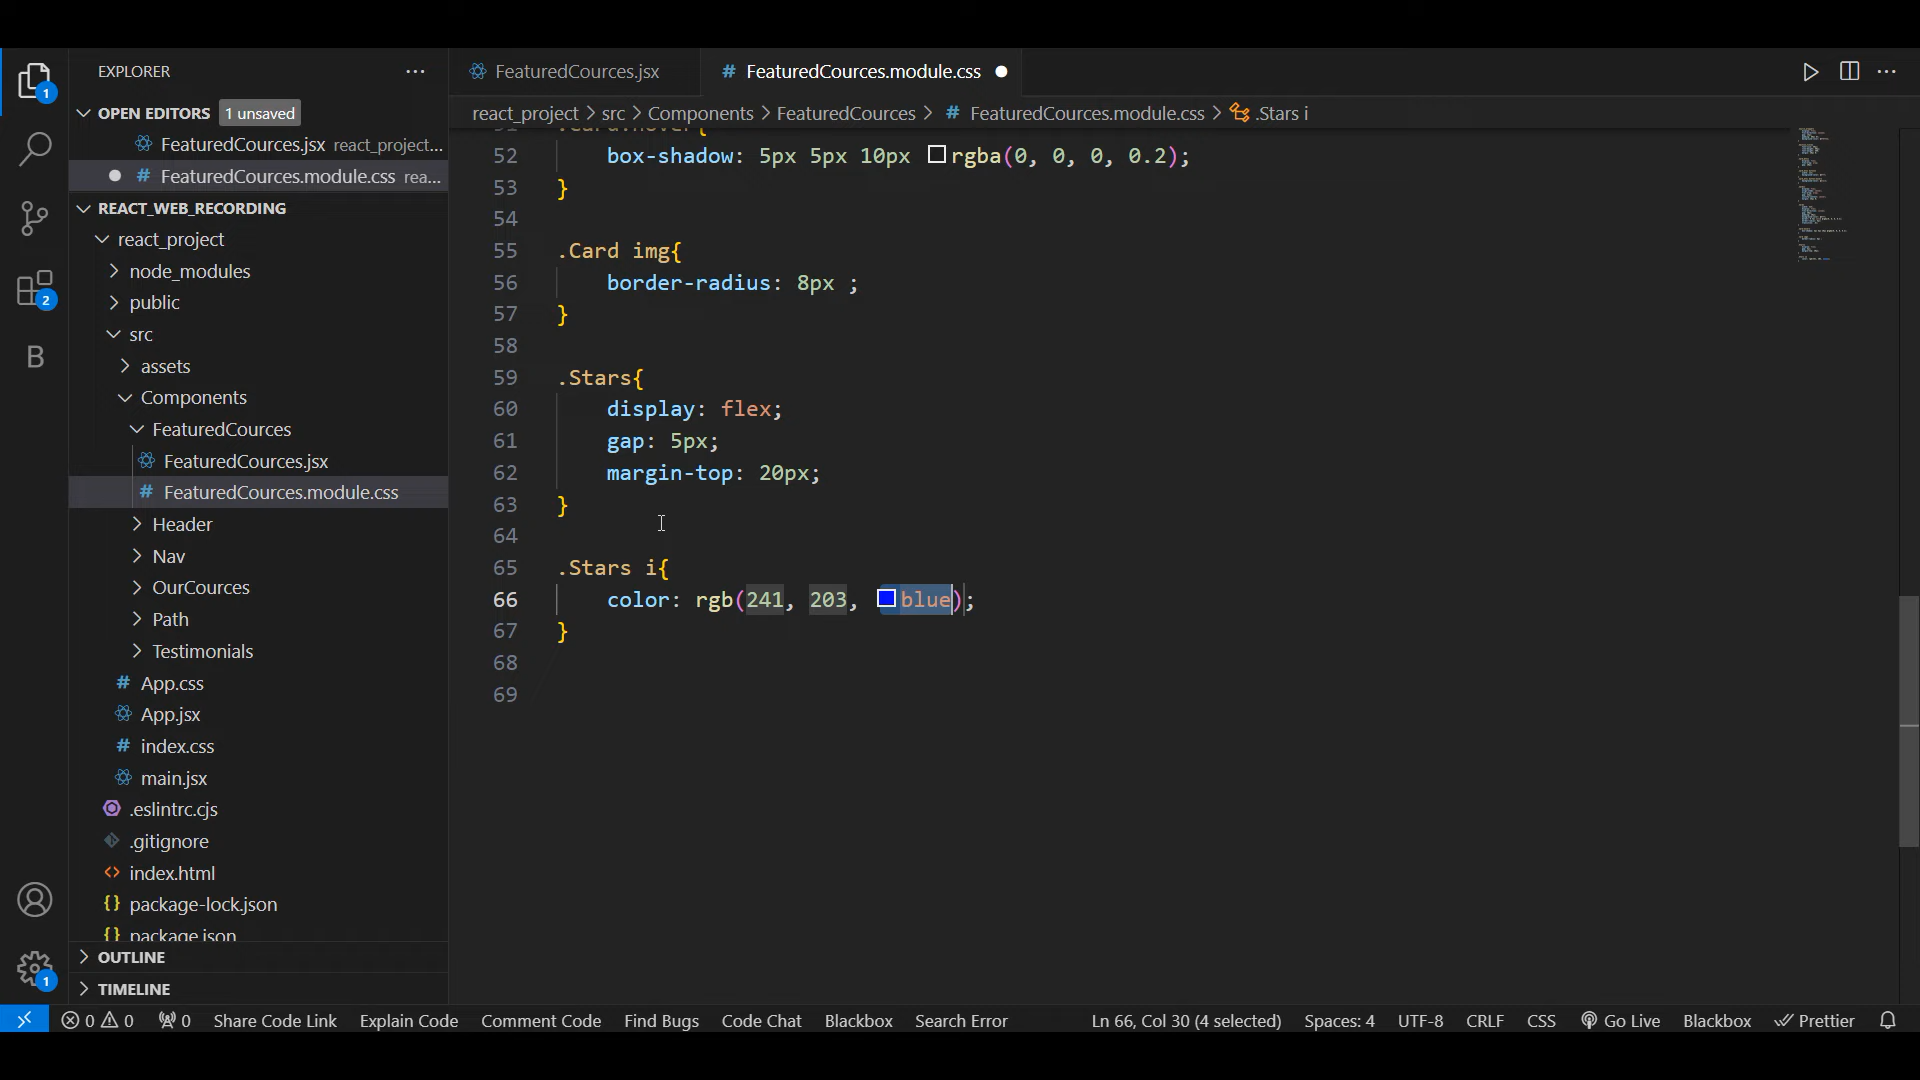 EXPLORER
OPEN EDITORS 1 unsaved
FeaturedCources.jsx react_project...
FeaturedCources.module.css rea...
REACT_WEB_RECORDING
react_project
node_modules
public
src
assets
Components
FeaturedCources
FeaturedCources.jsx
FeaturedCources.module.css
Header
Nav
OurCources
Path
Testimonials
App.css
App.jsx
index.css
main.jsx
.eslintrc.cjs
.gitignore
index.html
package-lock.json
package.json
OUTLINE
TIMELINE
FeaturedCources.jsx
FeaturedCources.module.css
react_project > src > Components > FeaturedCources > # FeaturedCources.module.css > .Stars i
52 box-shadow: 5px 5px 10px rgba(0, 0, 0, 0.2);
53 }
54
55 .Card img{
56 border-radius: 8px ;
57 }
58
59 .Stars{
60 display: flex;
61 gap: 5px;
62 margin-top: 20px;
63 }
64
65 .Stars i{
66 color: rgb(241, 203, blue);
67 }
68
69
0 0 0 Share Code Link Explain Code Comment Code Find Bugs Code Chat Blackbox Search Error Ln 66, Col 30 (4 selected) Spaces: 4 UTF-8 CRLF CSS Go Live Blackbox Prettier